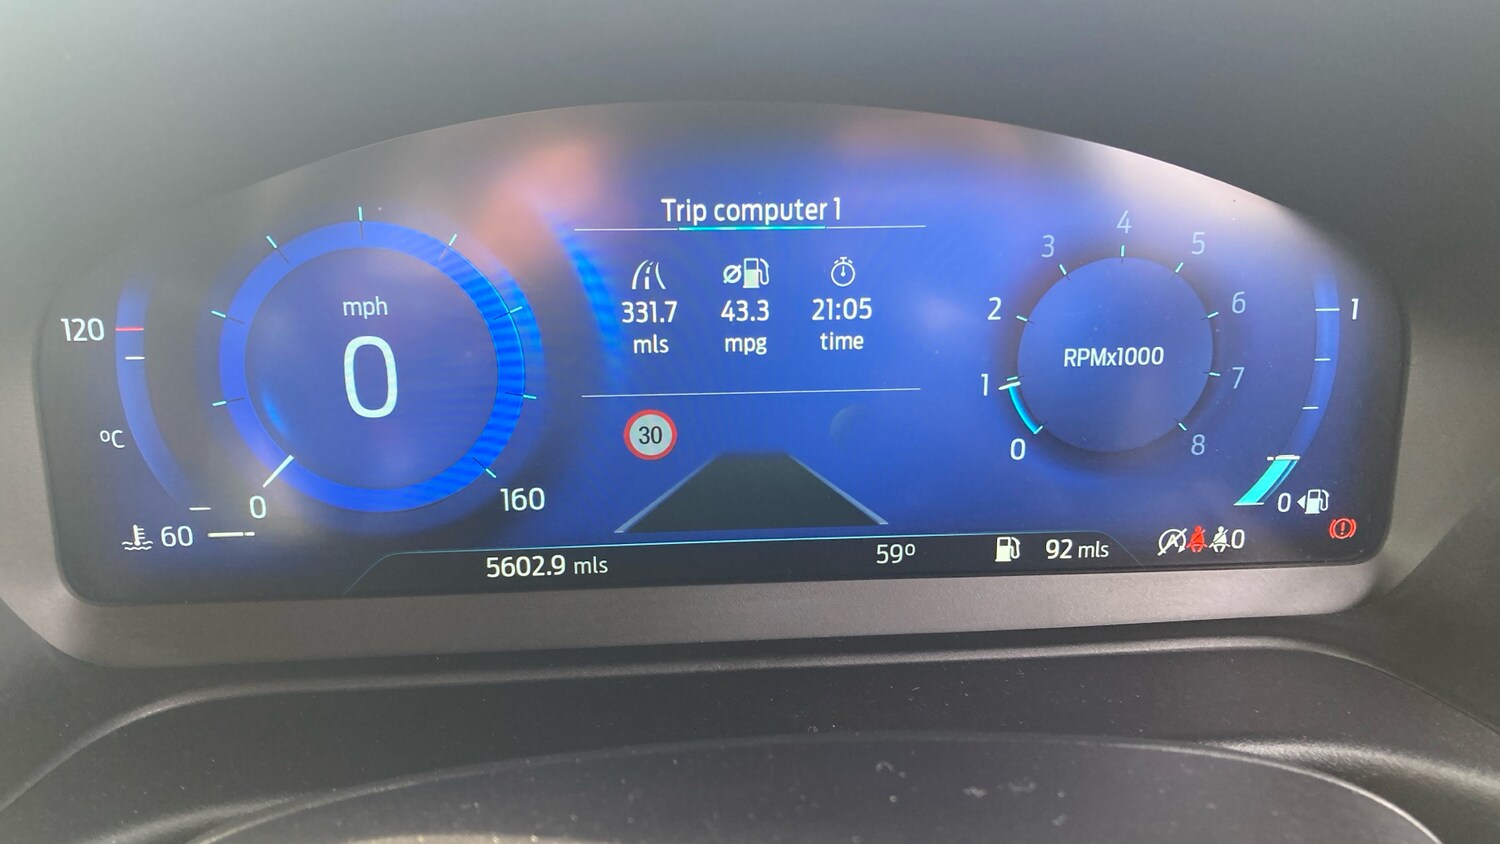 Trip computer 1
331.7 43.3 21:05
mls mpg time
mph
0
120
°C
60
0
160
30
RPMx1000
0 1 2 3 4 5 6 7 8
1
0
5602.9 mls 59° 92 mls 0